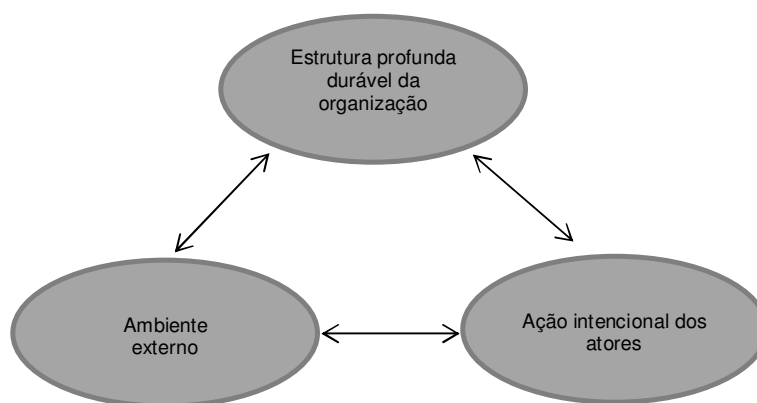 Estrutura profunda
durável da
organização
Ambiente
externo
Ação intencional dos
atores